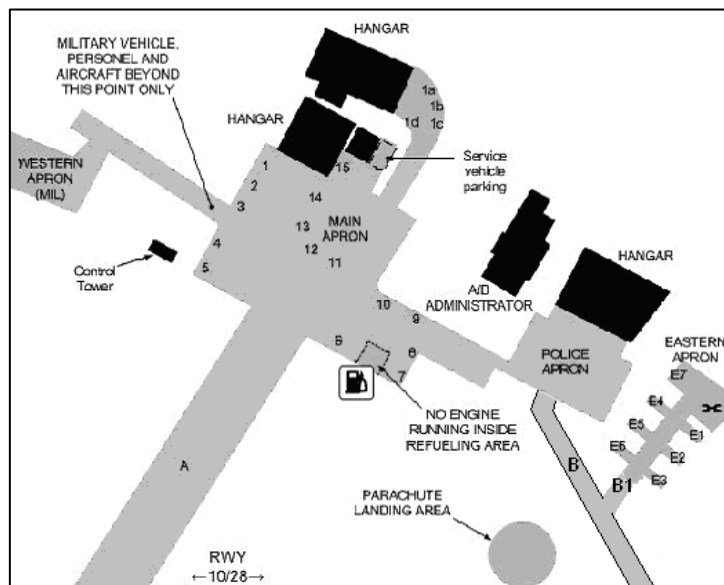 HANGAR
MILITARY VEHICLE,
PERSONEL AND
AIRCRAFT BEYOND
THIS POINT ONLY
1a
1b
1d
1c
HANGAR
WESTERN
APRON
(MIL)
1
15
Service
vehicle
parking
2
14
3
13
MAIN
APRON
4
12
5
11
Control
Tower
HANGAR
A/D
ADMINISTRATOR
10
9
8
6
7
POLICE
APRON
EASTERN
APRON
E7
E4
E5
E1
E6
E2
E3
NO ENGINE
RUNNING INSIDE
REFUELING AREA
A
B
B1
PARACHUTE
LANDING AREA
RWY
←10/28→